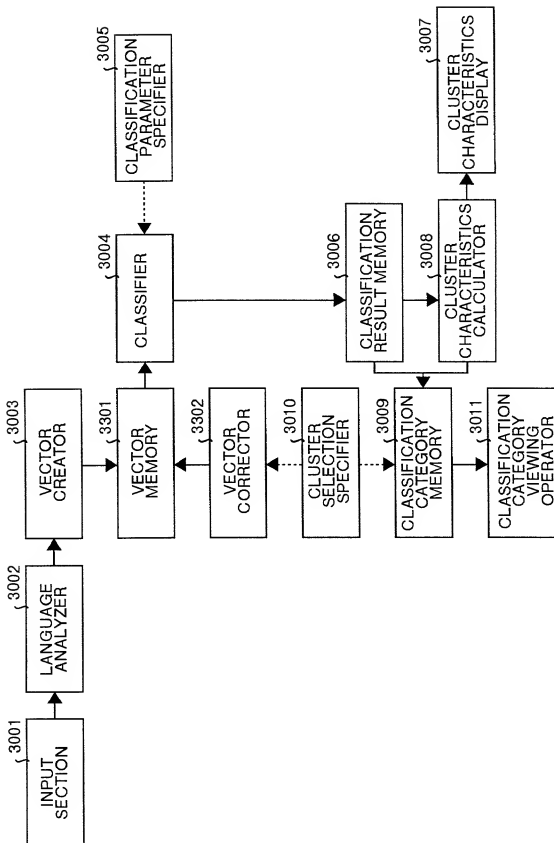 3001
INPUT
SECTION
3002
LANGUAGE
ANALYZER
3003
VECTOR
CREATOR
3301
VECTOR
MEMORY
3302
VECTOR
CORRECTOR
3010
CLUSTER
SELECTION
SPECIFIER
3009
CLASSIFICATION
CATEGORY
MEMORY
3011
CLASSIFICATION
CATEGORY
VIEWING
OPERATOR
3004
CLASSIFIER
3005
CLASSIFICATION
PARAMETER
SPECIFIER
3006
CLASSIFICATION
RESULT MEMORY
3008
CLUSTER
CHARACTERISTICS
CALCULATOR
3007
CLUSTER
CHARACTERISTICS
DISPLAY